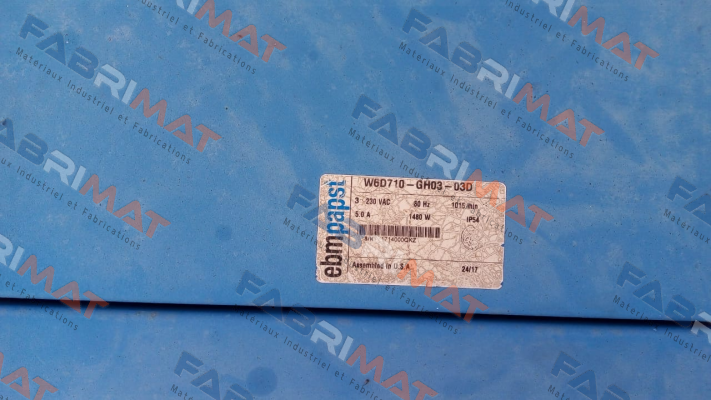 FABRIMAT
Materiaux Industriel et Fabrications
ebmpapst
W6D710-GH03-03D
3 230 VAC 60 Hz 1015/min
5.0 A 1480 W IP54
Assembled in U.S.A. 24/17